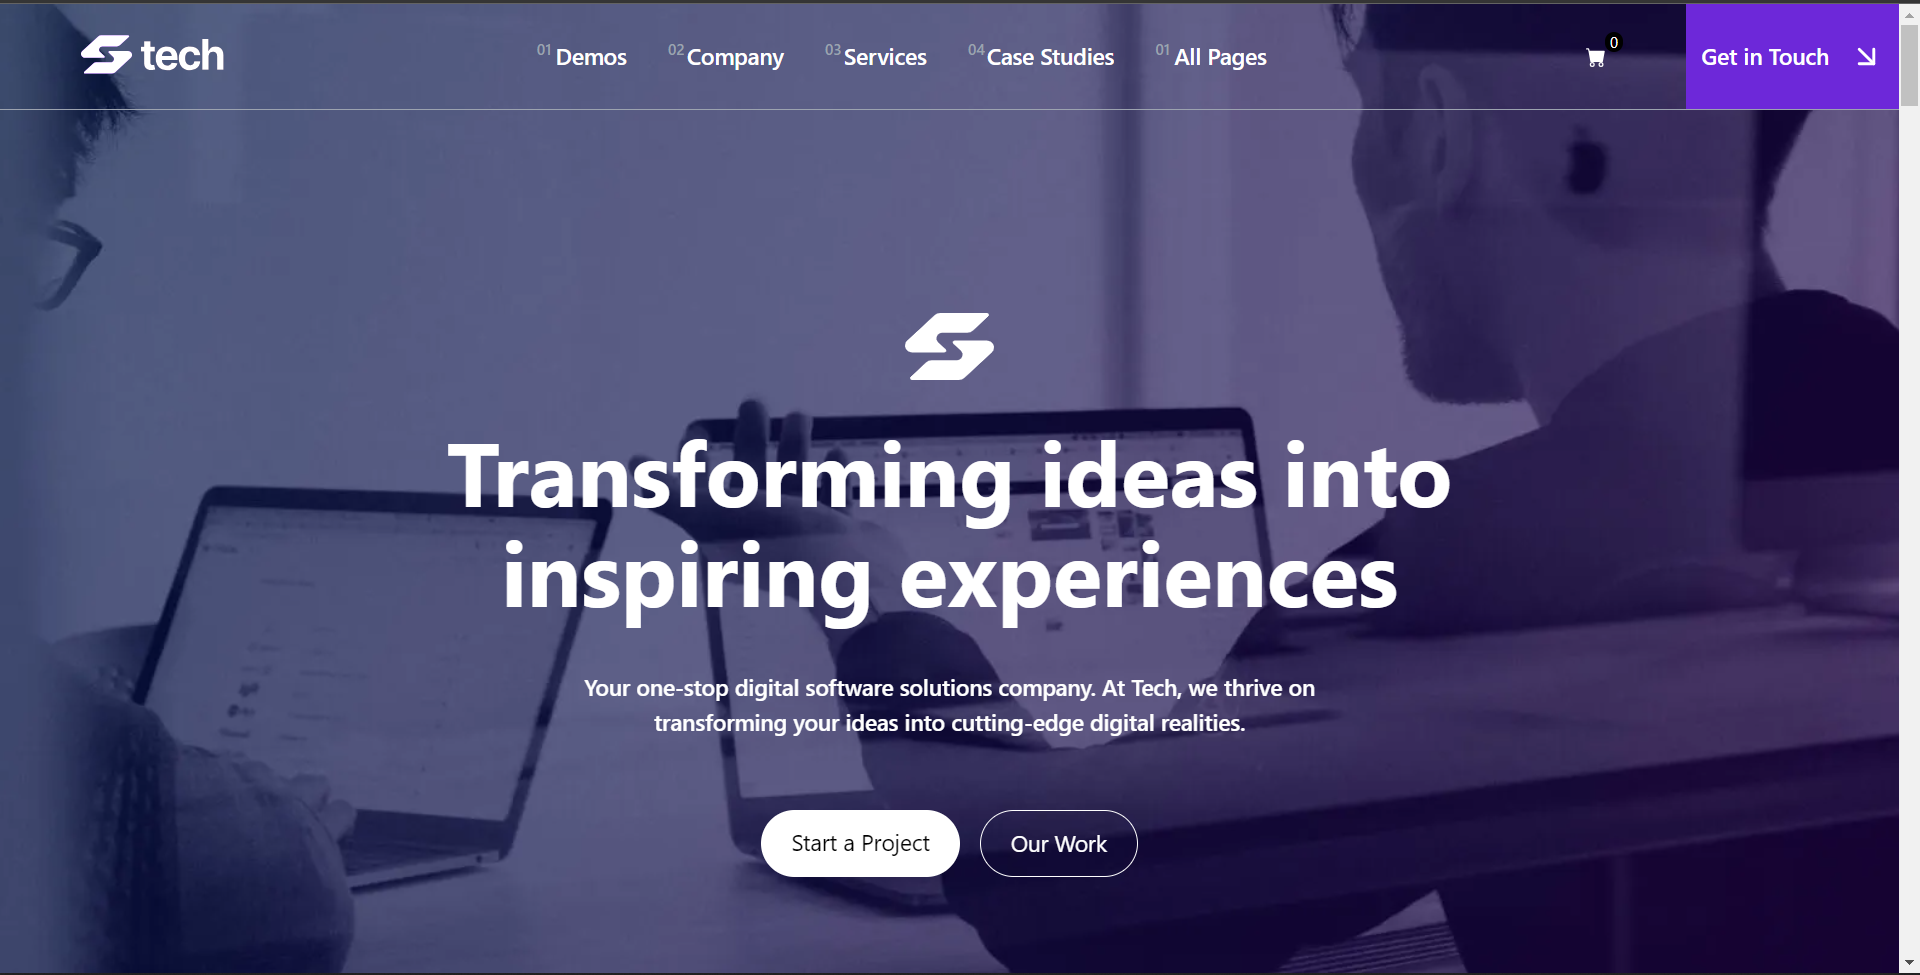 tech
01 Demos
02 Company
03 Services
04 Case Studies
01 All Pages
0
Get in Touch
Transforming ideas into
inspiring experiences
Your one-stop digital software solutions company. At Tech, we thrive on
transforming your ideas into cutting-edge digital realities.
Start a Project
Our Work